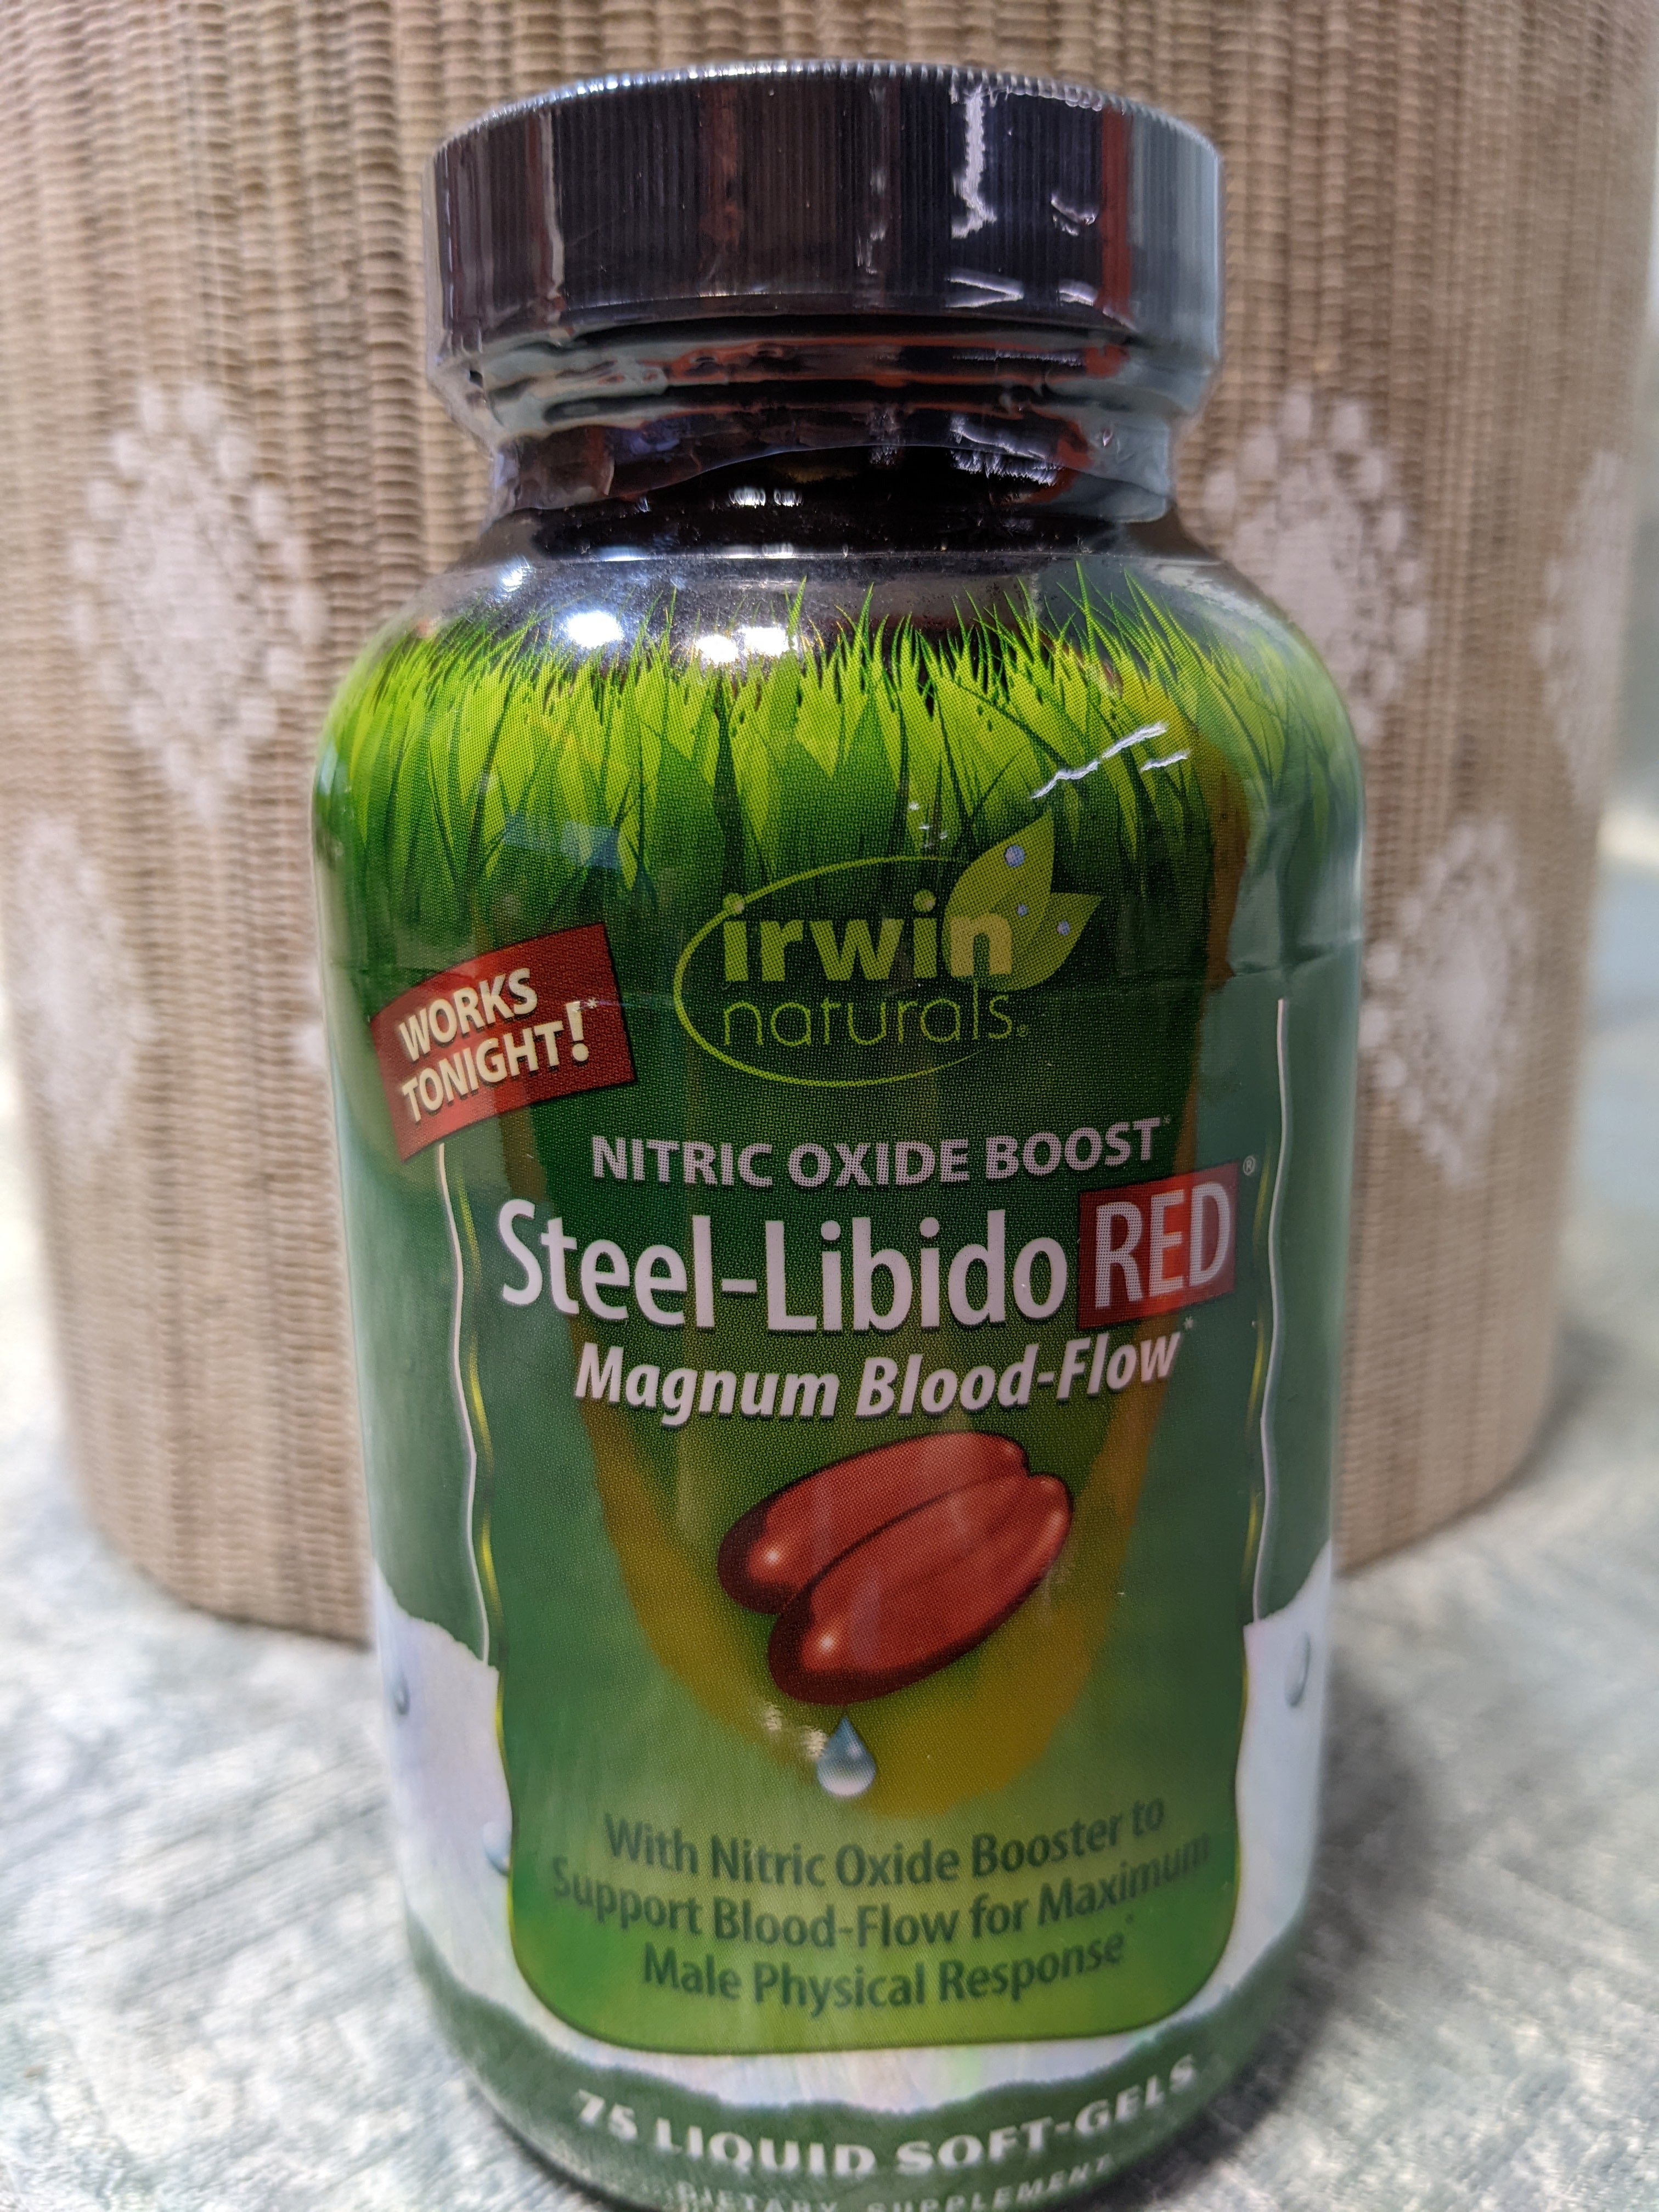 irwin
naturals®
WORKS
TONIGHT!*
NITRIC OXIDE BOOST*
Steel-Libido RED®
Magnum Blood-Flow*
With Nitric Oxide Booster to
Support Blood-Flow for Maximum
Male Physical Response*
75 LIQUID SOFT-GELS
DIETARY SUPPLEMENT